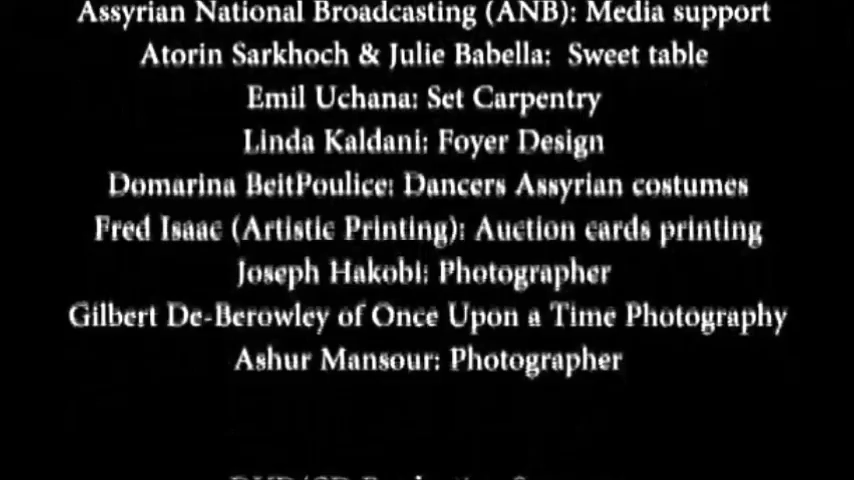 Assyrian National Broadcasting (ANB): Media support
Atorin Sarkhoch & Julie Babella: Sweet table
Emil Uchana: Set Carpentry
Linda Kaldani: Foyer Design
Domarina BeitPoulice: Dancers Assyrian costumes
Fred Isaac (Artistic Printing): Auction cards printing
Joseph Hakobi: Photographer
Gilbert De-Berowley of Once Upon a Time Photography
Ashur Mansour: Photographer